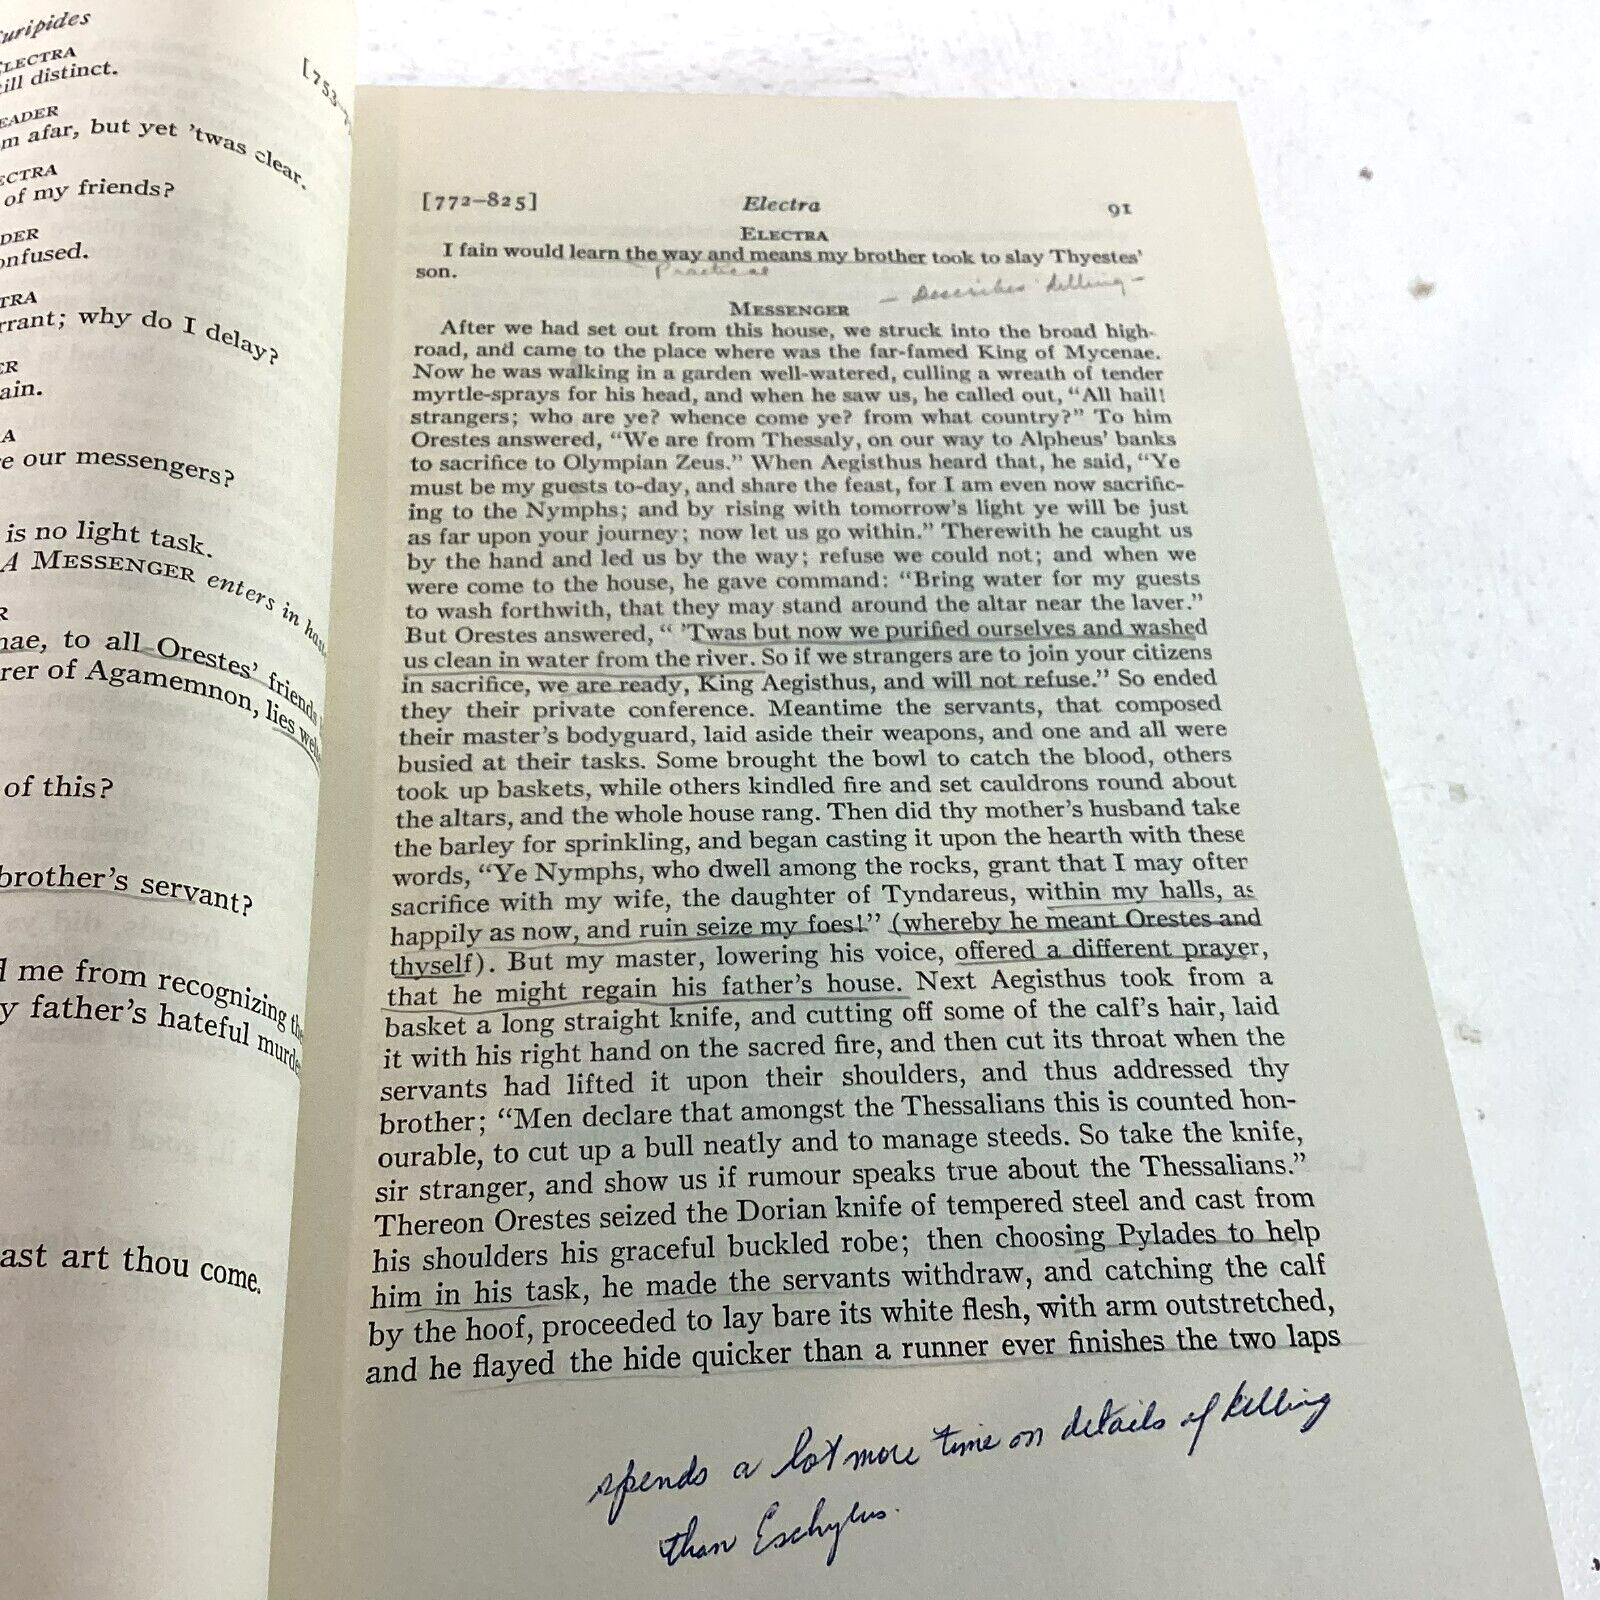 Euripides
ELECTRA
[753-
till distinct.
LEADER
m afar, but yet 'twas clear.
ECTRA
of my friends?
DER
onfused.
TRA
rrant; why do I delay?
ER
ain.
A
e our messengers?
is no light task.
A MESSENGER enters in
R
nae, to all Orestes' friends
rer of Agamemnon, lies
of this?
brother's servant?
d me from recognizing
y father's hateful
ast art thou come.
[772–825] Electra 91
ELECTRA
I fain would learn the way and means my brother took to slay Thyestes'
son.
Practical
– Describes killing –
MESSENGER
After we had set out from this house, we struck into the broad high-
road, and came to the place where was the far-famed King of Mycenae.
Now he was walking in a garden well-watered, culling a wreath of tender
myrtle-sprays for his head, and when he saw us, he called out, "All hail!
strangers; who are ye? whence come ye? from what country?" To him
Orestes answered, "We are from Thessaly, on our way to Alpheus' banks
to sacrifice to Olympian Zeus." When Aegisthus heard that, he said, "Ye
must be my guests to-day, and share the feast, for I am even now sacrific-
ing to the Nymphs; and by rising with tomorrow's light ye will be just
as far upon your journey; now let us go within." Therewith he caught us
by the hand and led us by the way; refuse we could not; and when we
were come to the house, he gave command: "Bring water for my guests
to wash forthwith, that they may stand around the altar near the laver."
But Orestes answered, " 'Twas but now we purified ourselves and washed
us clean in water from the river. So if we strangers are to join your citizens
in sacrifice, we are ready, King Aegisthus, and will not refuse." So ended
they their private conference. Meantime the servants, that composed
their master's bodyguard, laid aside their weapons, and one and all were
busied at their tasks. Some brought the bowl to catch the blood, others
took up baskets, while others kindled fire and set cauldrons round about
the altars, and the whole house rang. Then did thy mother's husband take
the barley for sprinkling, and began casting it upon the hearth with these
words, "Ye Nymphs, who dwell among the rocks, grant that I may often
sacrifice with my wife, the daughter of Tyndareus, within my halls, as
happily as now, and ruin seize my foes!" (whereby he meant Orestes and
thyself). But my master, lowering his voice, offered a different prayer,
that he might regain his father's house. Next Aegisthus took from a
basket a long straight knife, and cutting off some of the calf's hair, laid
it with his right hand on the sacred fire, and then cut its throat when the
servants had lifted it upon their shoulders, and thus addressed thy
brother; "Men declare that amongst the Thessalians this is counted hon-
ourable, to cut up a bull neatly and to manage steeds. So take the knife,
sir stranger, and show us if rumour speaks true about the Thessalians."
Thereon Orestes seized the Dorian knife of tempered steel and cast from
his shoulders his graceful buckled robe; then choosing Pylades to help
him in his task, he made the servants withdraw, and catching the calf
by the hoof, proceeded to lay bare its white flesh, with arm outstretched,
and he flayed the hide quicker than a runner ever finishes the two laps
spends a lot more time on details of killing
than Eschylus.